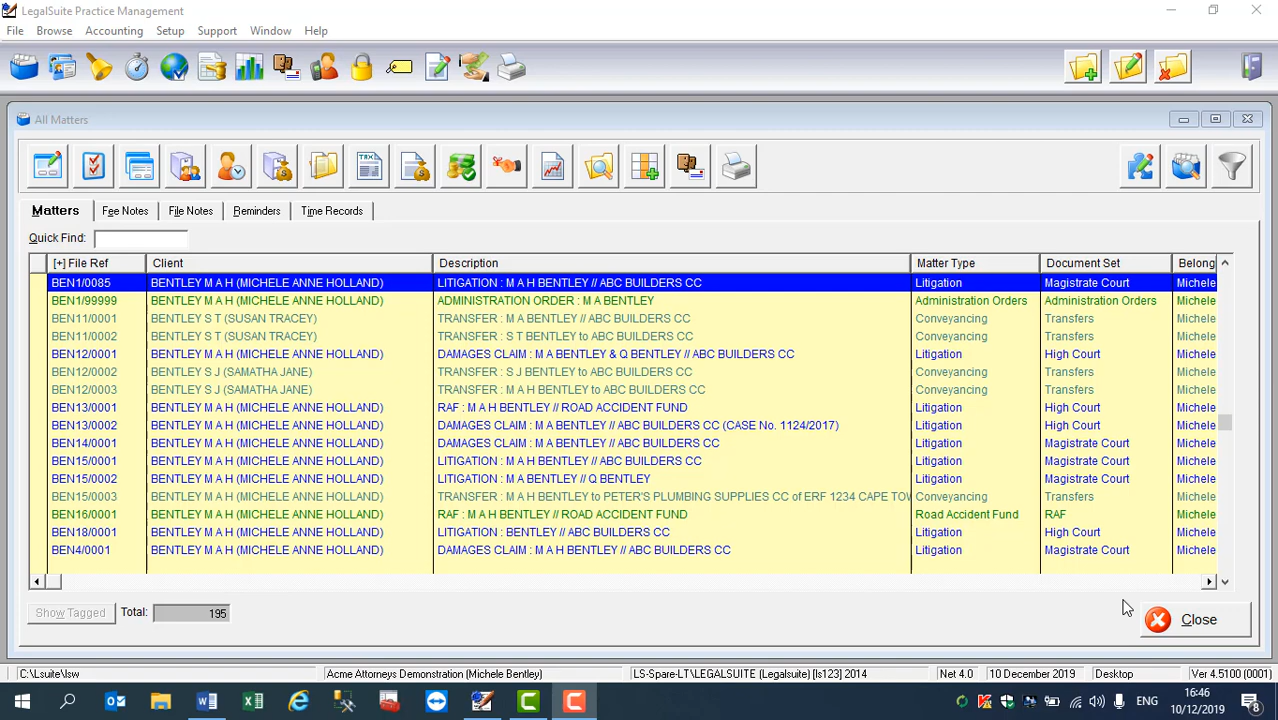 LegalSuite Practice Management
File Browse Accounting Setup Support Window Help
All Matters
Matters Fee Notes File Notes Reminders Time Records
Quick Find:
[+] File Ref Client Description Matter Type Document Set Belong
BEN1/0085 BENTLEY M A H (MICHELE ANNE HOLLAND) LITIGATION : M A H BENTLEY // ABC BUILDERS CC Litigation Magistrate Court Michele
BEN1/99999 BENTLEY M A H (MICHELE ANNE HOLLAND) ADMINISTRATION ORDER : M A BENTLEY Administration Orders Administration Orders Michele
BEN11/0001 BENTLEY S T (SUSAN TRACEY) TRANSFER : M A BENTLEY // ABC BUILDERS CC Conveyancing Transfers Michele
BEN11/0002 BENTLEY S T (SUSAN TRACEY) TRANSFER : S T BENTLEY to ABC BUILDERS CC Conveyancing Transfers Michele
BEN12/0001 BENTLEY M A H (MICHELE ANNE HOLLAND) DAMAGES CLAIM : M A BENTLEY & Q BENTLEY // ABC BUILDERS CC Litigation High Court Michele
BEN12/0002 BENTLEY S J (SAMATHA JANE) TRANSFER : S J BENTLEY to ABC BUILDERS CC Conveyancing Transfers Michele
BEN12/0003 BENTLEY S J (SAMATHA JANE) TRANSFER : M A H BENTLEY to ABC BUILDERS CC Conveyancing Transfers Michele
BEN13/0001 BENTLEY M A H (MICHELE ANNE HOLLAND) RAF : M A H BENTLEY // ROAD ACCIDENT FUND Litigation High Court Michele
BEN13/0002 BENTLEY M A H (MICHELE ANNE HOLLAND) DAMAGES CLAIM : M A BENTLEY // ABC BUILDERS CC (CASE No. 1124/2017) Litigation High Court Michele
BEN14/0001 BENTLEY M A H (MICHELE ANNE HOLLAND) DAMAGES CLAIM : M A BENTLEY // ABC BUILDERS CC Litigation Magistrate Court Michele
BEN15/0001 BENTLEY M A H (MICHELE ANNE HOLLAND) LITIGATION : M A H BENTLEY // ABC BUILDERS CC Litigation Magistrate Court Michele
BEN15/0002 BENTLEY M A H (MICHELE ANNE HOLLAND) LITIGATION : M A BENTLEY // Q BENTLEY Litigation Magistrate Court Michele
BEN15/0003 BENTLEY M A H (MICHELE ANNE HOLLAND) TRANSFER : M A H BENTLEY to PETER'S PLUMBING SUPPLIES CC of ERF 1234 CAPE TOW Conveyancing Transfers Michele
BEN16/0001 BENTLEY M A H (MICHELE ANNE HOLLAND) RAF : M A H BENTLEY // ROAD ACCIDENT FUND Road Accident Fund RAF Michele
BEN18/0001 BENTLEY M A H (MICHELE ANNE HOLLAND) LITIGATION : BENTLEY // ABC BUILDERS CC Litigation High Court Michele
BEN4/0001 BENTLEY M A H (MICHELE ANNE HOLLAND) DAMAGES CLAIM : M A H BENTLEY // ABC BUILDERS CC Litigation Magistrate Court Michele
Show Tagged Total: 195 Close
C:\Lsuite\lsw Acme Attorneys (Michele Bentley) LS-Spare-LT\LEGALSUITE (Legalsuite) [ls123] 2014 Net 4.0 10 December 2019 Desktop Ver 4.5100 (0001)
ENG 16:46
10/12/2019 8